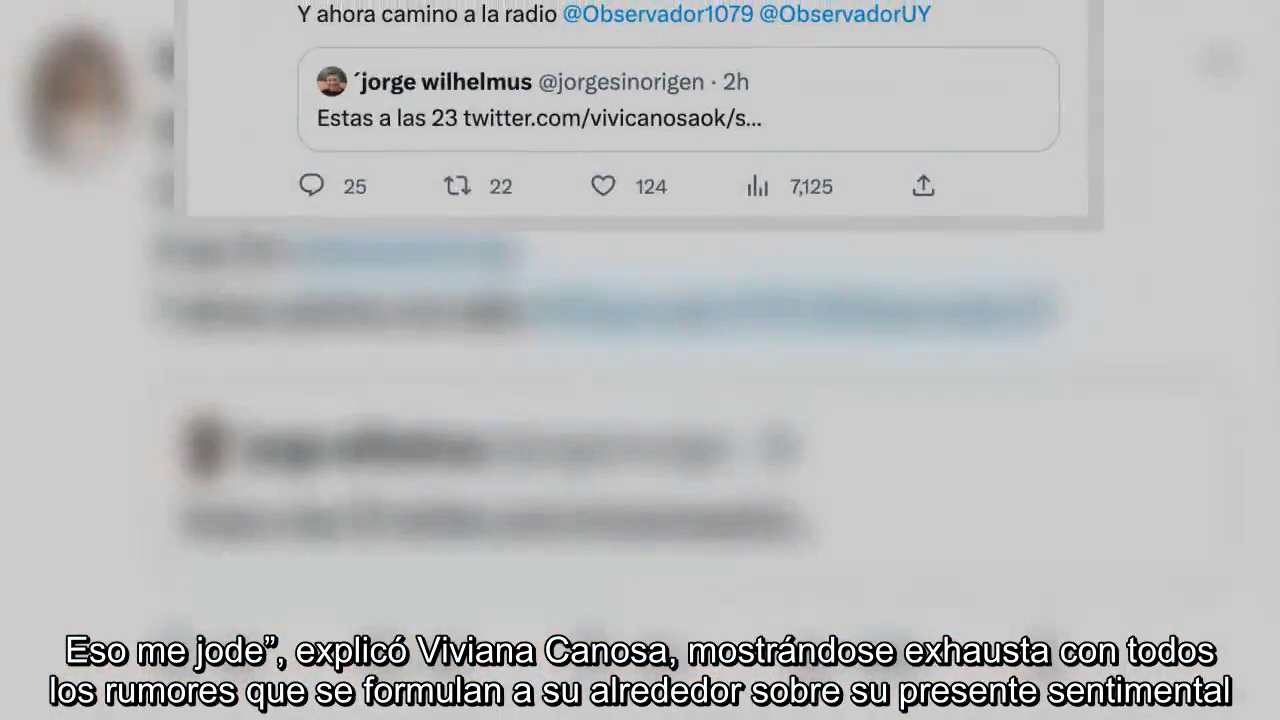 Y ahora camino a la radio @Observador1079 @ObservadorUY
´jorge wilhelmus @jorgesinorigen · 2h
Estas a las 23 twitter.com/vivicanosaok/s...
25 22 124 7,125
Eso me jode”, explicó Viviana Canosa, mostrándose exhausta con todos
los rumores que se formulan a su alrededor sobre su presente sentimental